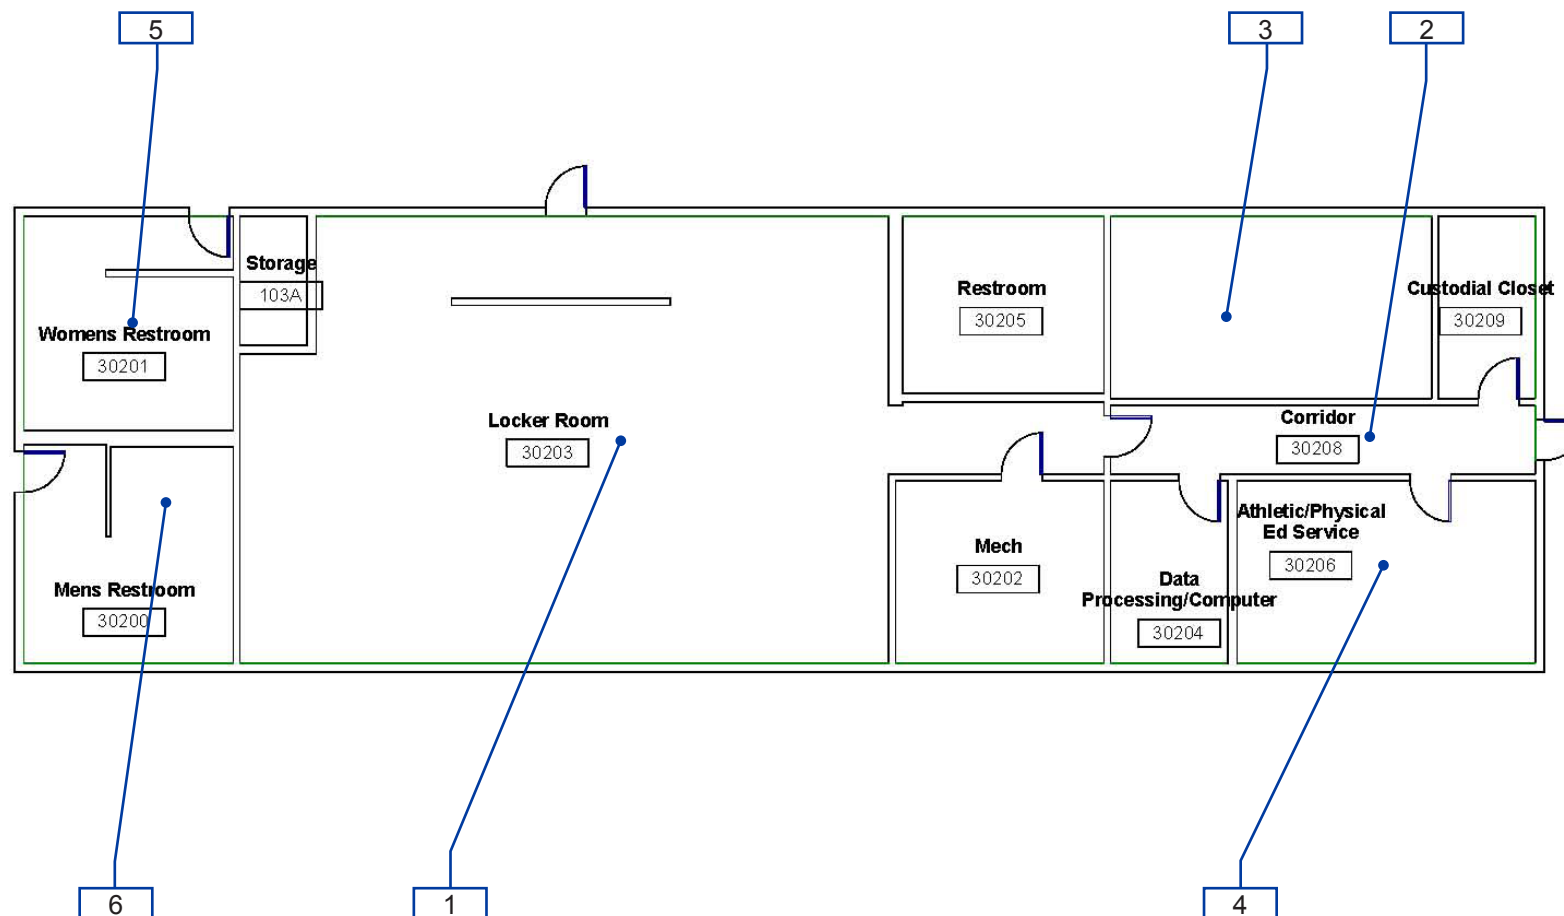 5
3
2
Storage
103A
Womens Restroom
30201
Restroom
30205
Custodial Closet
30209
Locker Room
30203
Corridor
30208
Mens Restroom
30200
Mech
30202
Data
Processing/Computer
30204
Athletic/Physical
Ed Service
30206
6
1
4